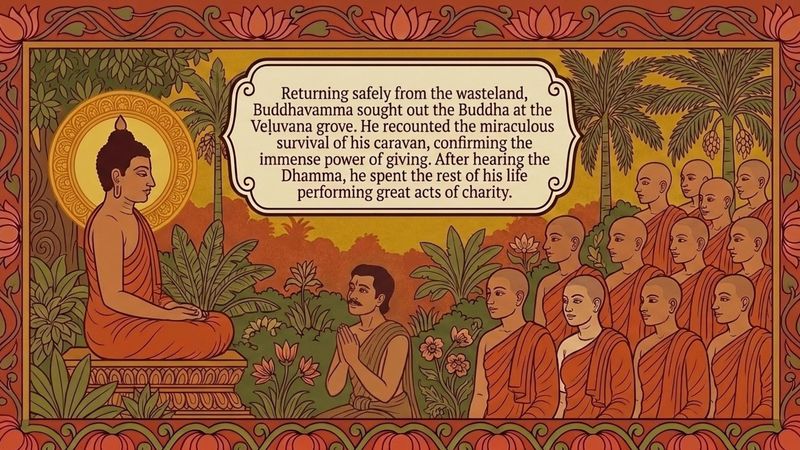 Returning safely from the wasteland,
Buddhavamma sought out the Buddha at the
Veḷuvana grove. He recounted the miraculous
survival of his caravan, confirming the
immense power of giving. After hearing the
Dhamma, he spent the rest of his life
performing great acts of charity.